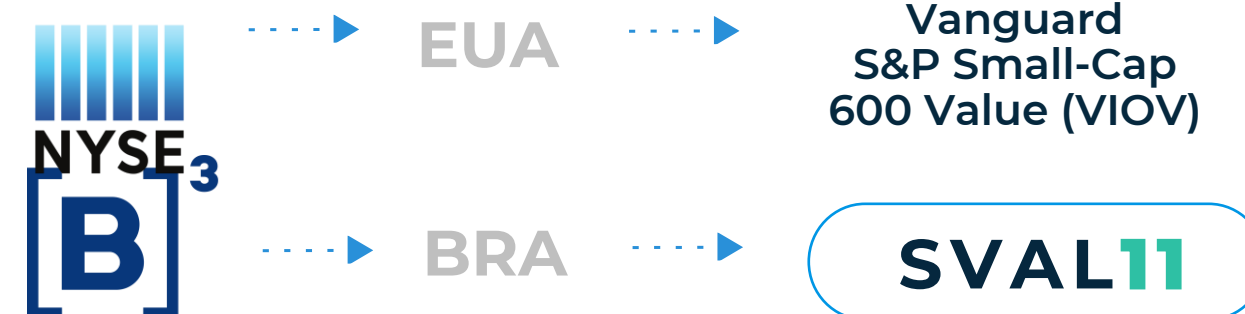 NYSE
EUA
Vanguard
S&P Small-Cap
600 Value (VIOV)
[B]3
BRA
SVAL11